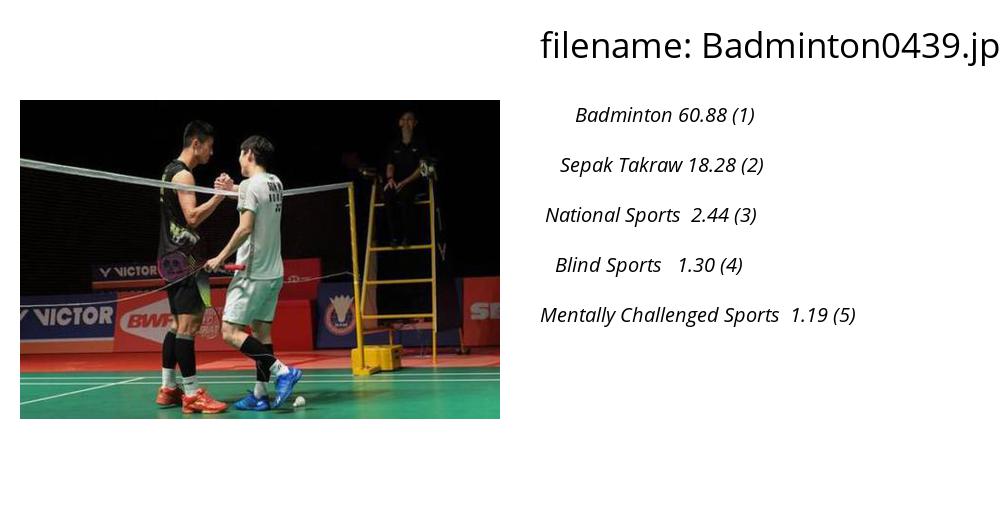 filename: Badminton0439.jp
Badminton 60.88 (1)
Sepak Takraw 18.28 (2)
National Sports 2.44 (3)
Blind Sports 1.30 (4)
Mentally Challenged Sports 1.19 (5)
VICTOR
VICTOR
BWF